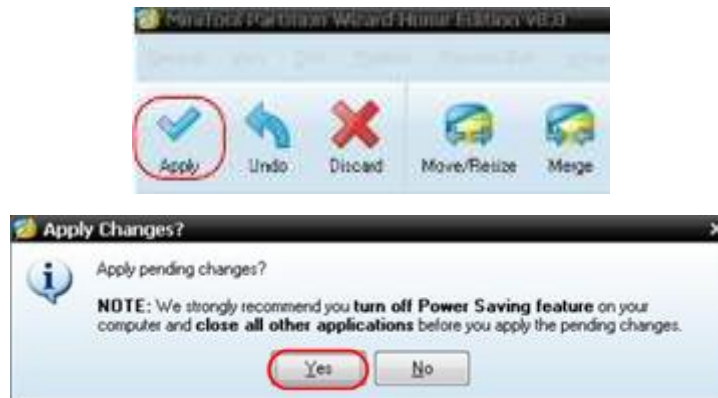 MiniTool Partition Wizard Home Edition
Apply Undo Discard Move/Resize Merge
Apply Changes?
Apply pending changes?
NOTE: We strongly recommend you turn off Power Saving feature on your
computer and close all other applications before you apply the pending changes.
Yes No